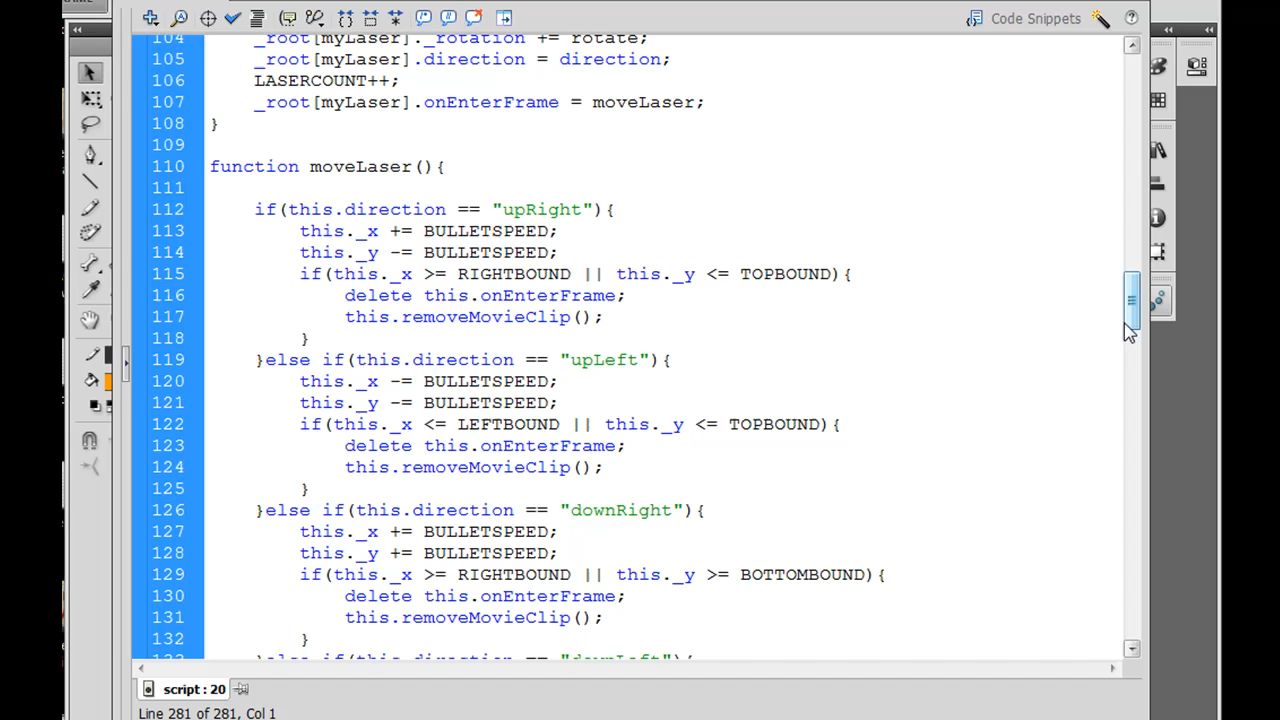 Code Snippets
104 _root[myLaser]._rotation += rotate;
105 _root[myLaser].direction = direction;
106 LASERCOUNT++;
107 _root[myLaser].onEnterFrame = moveLaser;
108 }
109
110 function moveLaser(){
111
112 if(this.direction == "upRight"){
113 this._x += BULLETSPEED;
114 this._y -= BULLETSPEED;
115 if(this._x >= RIGHTBOUND || this._y <= TOPBOUND){
116 delete this.onEnterFrame;
117 this.removeMovieClip();
118 }
119 }else if(this.direction == "upLeft"){
120 this._x -= BULLETSPEED;
121 this._y -= BULLETSPEED;
122 if(this._x <= LEFTBOUND || this._y <= TOPBOUND){
123 delete this.onEnterFrame;
124 this.removeMovieClip();
125 }
126 }else if(this.direction == "downRight"){
127 this._x += BULLETSPEED;
128 this._y += BULLETSPEED;
129 if(this._x >= RIGHTBOUND || this._y >= BOTTOMBOUND){
130 delete this.onEnterFrame;
131 this.removeMovieClip();
132 }
133 }else if(this.direction == "downLeft"){
script : 20
Line 281 of 281, Col 1